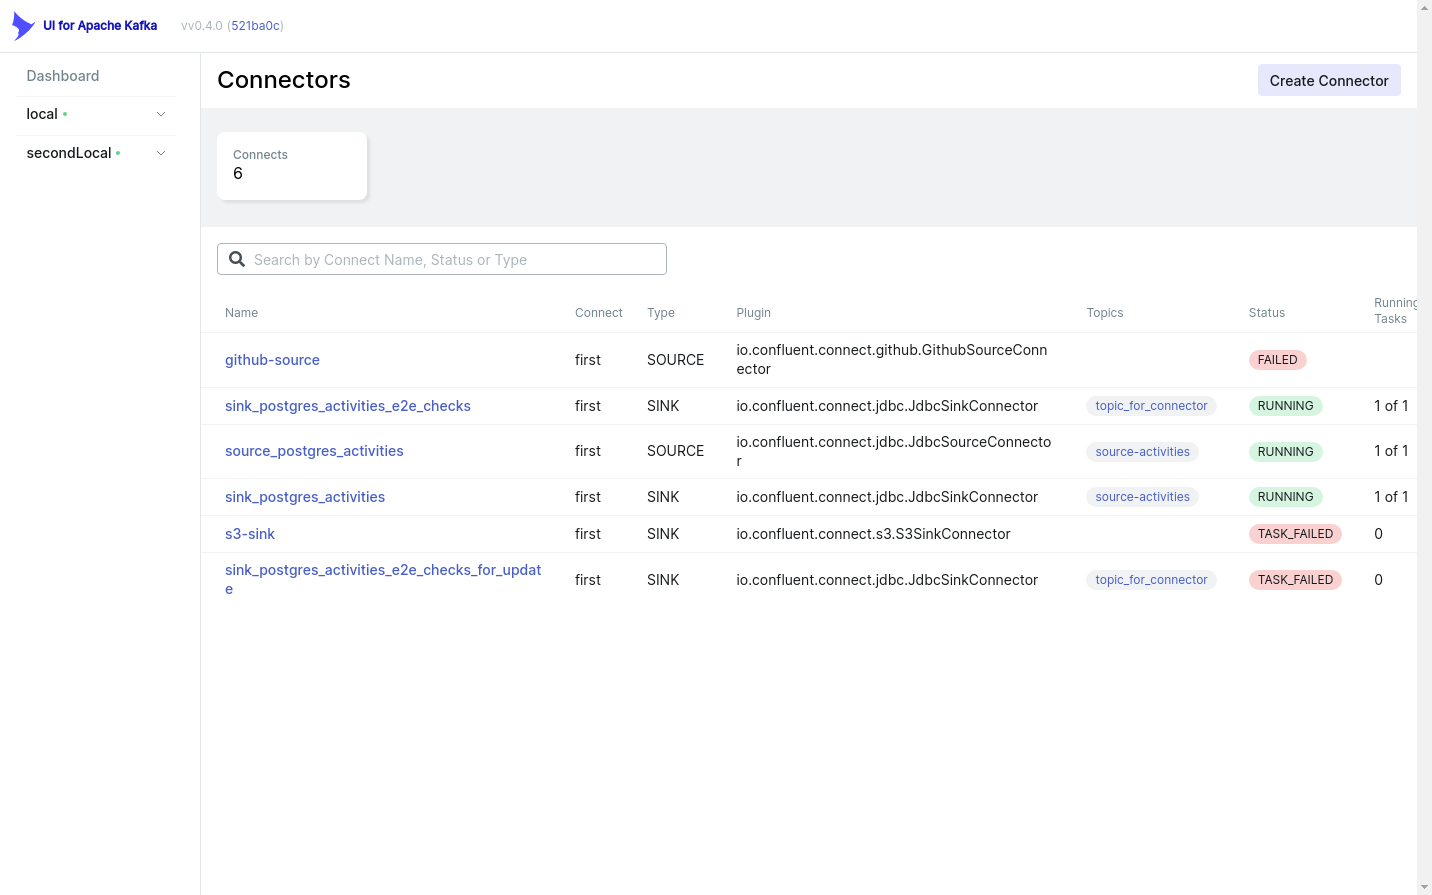 UI for Apache Kafka vv0.4.0 (521ba0c)
Dashboard
local
secondLocal
Connectors
Create Connector
Connects
6
Search by Connect Name, Status or Type
Name Connect Type Plugin Topics Status Running
Tasks
github-source first SOURCE io.confluent.connect.github.GithubSourceConn
ector FAILED
sink_postgres_activities_e2e_checks first SINK io.confluent.connect.jdbc.JdbcSinkConnector topic_for_connector RUNNING 1 of 1
source_postgres_activities first SOURCE io.confluent.connect.jdbc.JdbcSourceConnecto
r source-activities RUNNING 1 of 1
sink_postgres_activities first SINK io.confluent.connect.jdbc.JdbcSinkConnector source-activities RUNNING 1 of 1
s3-sink first SINK io.confluent.connect.s3.S3SinkConnector TASK_FAILED 0
sink_postgres_activities_e2e_checks_for_updat
e first SINK io.confluent.connect.jdbc.JdbcSinkConnector topic_for_connector TASK_FAILED 0